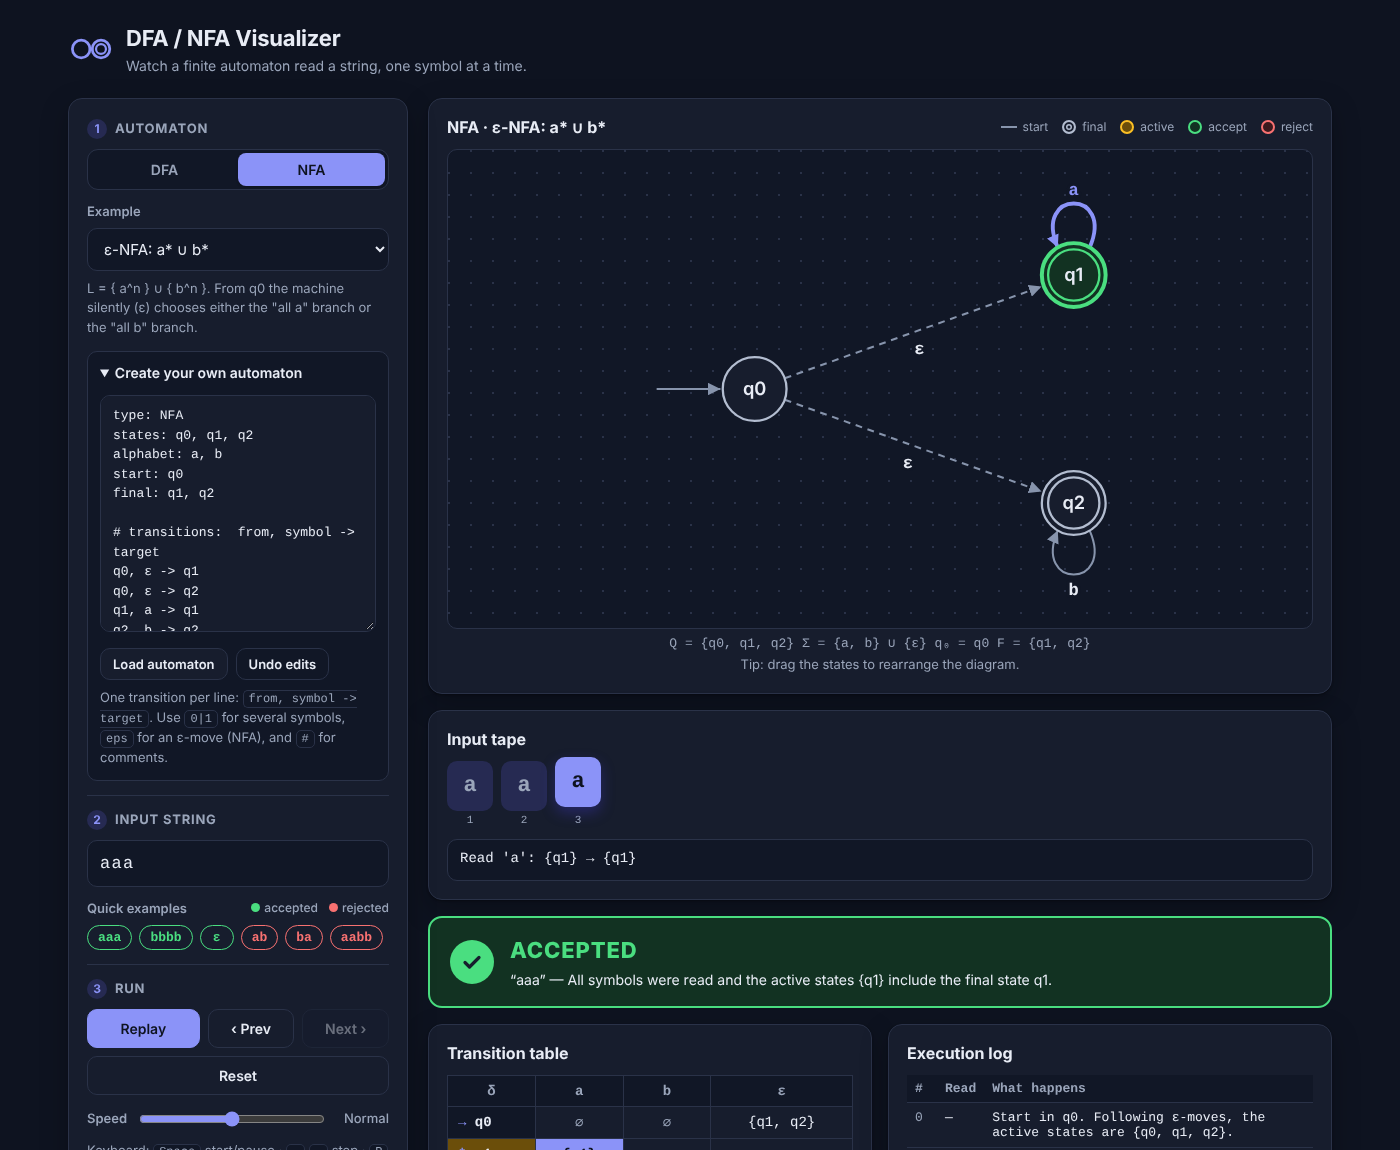 DFA / NFA Visualizer
Watch a finite automaton read a string, one symbol at a time.
1 AUTOMATON
DFA NFA
Example
ε-NFA: a* ∪ b*
L = { a^n } ∪ { b^n }. From q0 the machine
silently (ε) chooses either the "all a" branch or
the "all b" branch.
▼ Create your own automaton
type: NFA
states: q0, q1, q2
alphabet: a, b
start: q0
final: q1, q2
# transitions:  from, symbol ->
target
q0, ε -> q1
q0, ε -> q2
q1, a -> q1
q2, b -> q2
Load automaton Undo edits
One transition per line: from, symbol ->
target . Use 0|1 for several symbols,
eps for an ε-move (NFA), and # for
comments.
2 INPUT STRING
aaa
Quick examples accepted rejected
aaa bbbb ε ab ba aabb
3 RUN
Replay ‹ Prev Next ›
Reset
Speed Normal
NFA · ε-NFA: a* ∪ b*
start final active accept reject
a
q1
ε
q0
ε
q2
b
Q = {q0, q1, q2} Σ = {a, b} ∪ {ε} q₀ = q0 F = {q1, q2}
Tip: drag the states to rearrange the diagram.
Input tape
a a a
1 2 3
Read 'a': {q1} → {q1}
ACCEPTED
“aaa” — All symbols were read and the active states {q1} include the final state q1.
Transition table
δ a b ε
→ q0 ∅ ∅ {q1, q2}
Execution log
# Read What happens
0 — Start in q0. Following ε-moves, the
active states are {q0, q1, q2}.